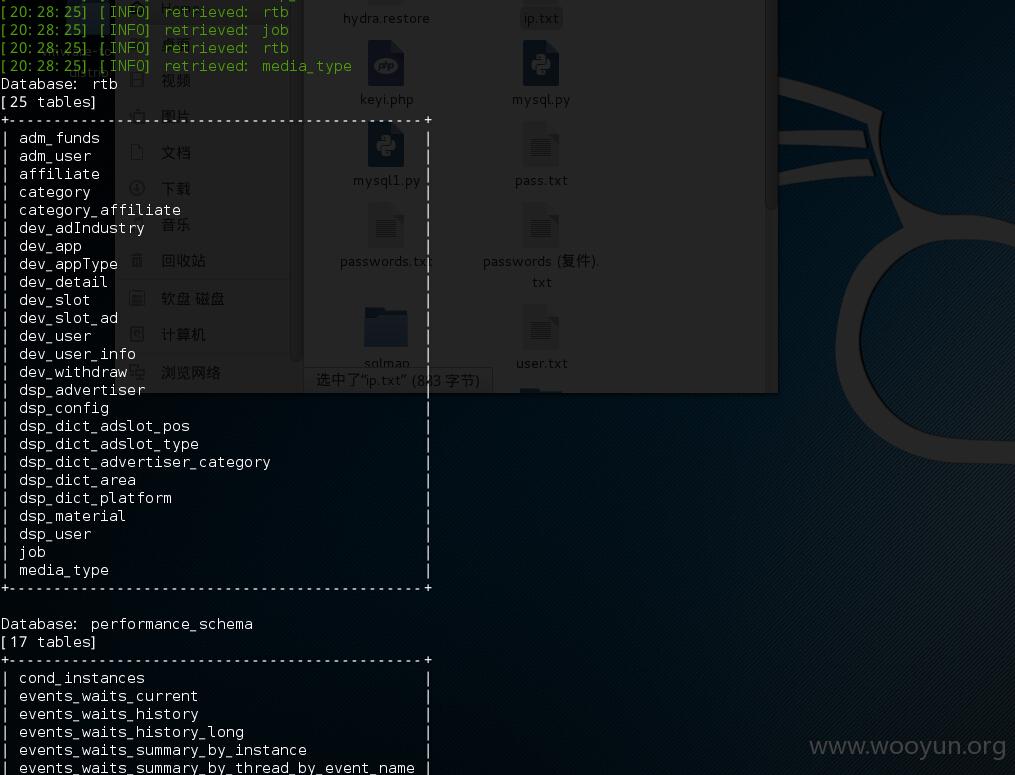 [20:28:25] [INFO] retrieved: rtb
[20:28:25] [INFO] retrieved: job
[20:28:25] [INFO] retrieved: rtb
[20:28:25] [INFO] retrieved: media_type
Database: rtb
[25 tables]
+----------------------------------------------+
| adm_funds |
| adm_user |
| affiliate |
| category |
| category_affiliate |
| dev_adIndustry |
| dev_app |
| dev_appType |
| dev_detail |
| dev_slot |
| dev_slot_ad |
| dev_user |
| dev_user_info |
| dev_withdraw |
| dsp_advertiser |
| dsp_config |
| dsp_dict_adslot_pos |
| dsp_dict_adslot_type |
| dsp_dict_advertiser_category |
| dsp_dict_area |
| dsp_dict_platform |
| dsp_material |
| dsp_user |
| job |
| media_type |
+----------------------------------------------+
Database: performance_schema
[17 tables]
+----------------------------------------------+
| cond_instances |
| events_waits_current |
| events_waits_history |
| events_waits_history_long |
| events_waits_summary_by_instance |
| events_waits_summary_by_thread_by_event_name |
视频
图片
文档
下载
音乐
回收站
软盘 磁盘
计算机
浏览网络
hydra.restore
ip.txt
php
keyi.php
mysql.py
mysql1.py
pass.txt
passwords.txt
passwords (复件).
txt
sqlmap
user.txt
选中了“ip.txt” (843 字节)
www.wooyun.org